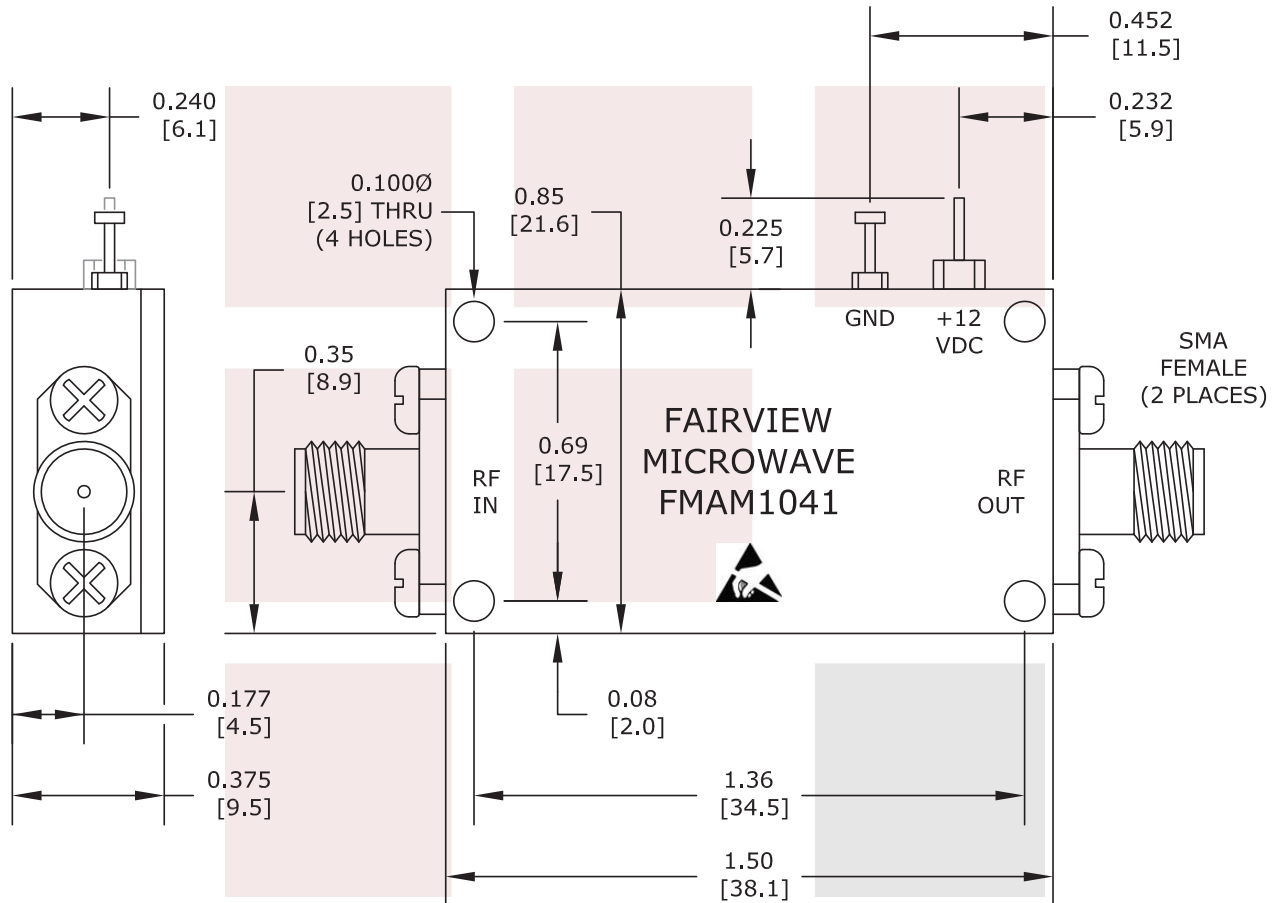 0.452
[11.5]
0.240
[6.1]
0.232
[5.9]
0.100Ø
[2.5] THRU
(4 HOLES)
0.85
[21.6]
0.225
[5.7]
GND
+12
VDC
SMA
FEMALE
(2 PLACES)
0.35
[8.9]
0.69
[17.5]
FAIRVIEW
MICROWAVE
FMAM1041
RF
IN
RF
OUT
0.177
[4.5]
0.08
[2.0]
0.375
[9.5]
1.36
[34.5]
1.50
[38.1]